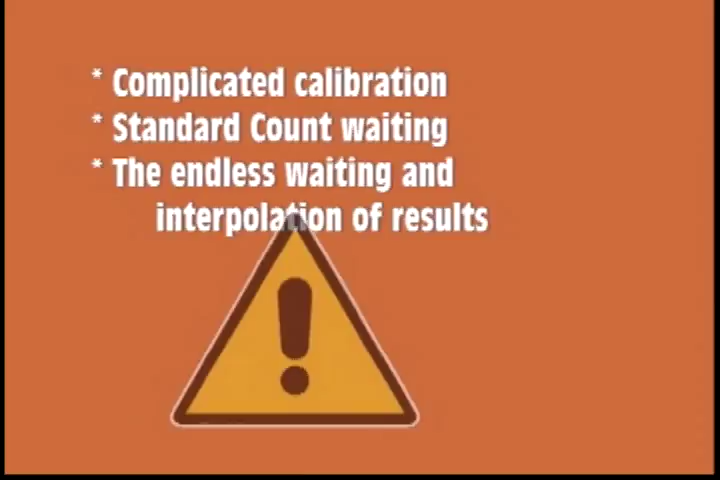 * Complicated calibration
* Standard Count waiting
* The endless waiting and
interpolation of results